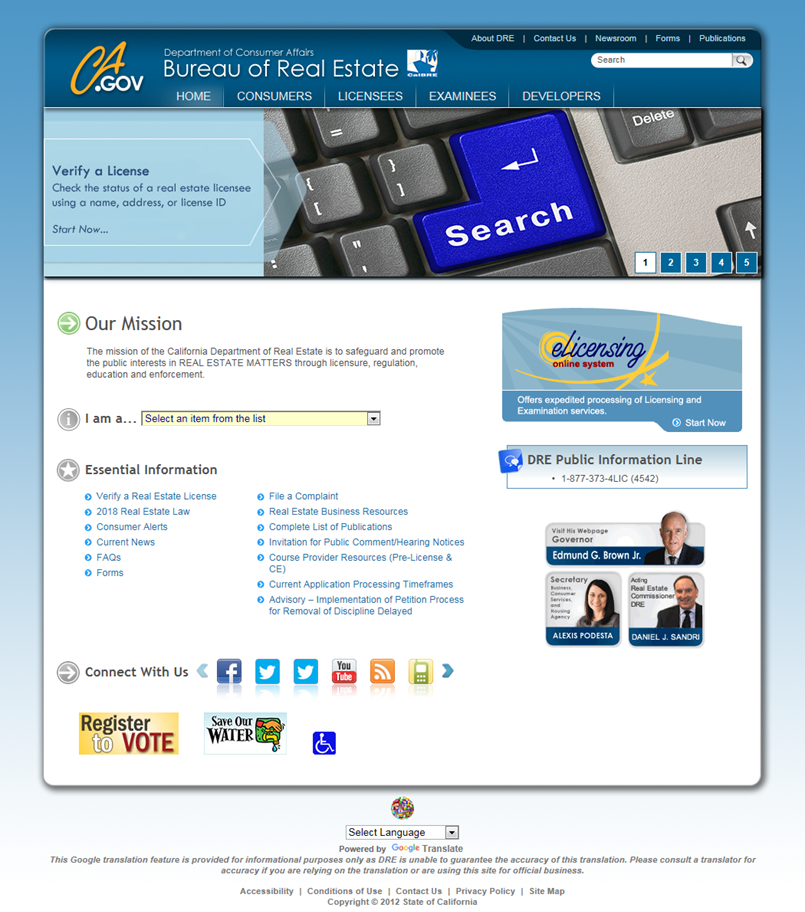 About DRE | Contact Us | Newsroom | Forms | Publications
CA.GOV
Department of Consumer Affairs
Bureau of Real Estate
CalBRE
Search
HOME
CONSUMERS
LICENSEES
EXAMINEES
DEVELOPERS
Verify a License
Check the status of a real estate licensee
using a name, address, or license ID
Start Now...
+
=
}
]
{
[
"
'
:
;
Search
Delete
1 2 3 4 5
Our Mission
The mission of the California Department of Real Estate is to safeguard and promote
the public interests in REAL ESTATE MATTERS through licensure, regulation,
education and enforcement.
I am a... Select an item from the list
eLicensing
online system
Offers expedited processing of Licensing and
Examination services.
Start Now
DRE Public Information Line
• 1-877-373-4LIC (4542)
Essential Information
Verify a Real Estate License
2018 Real Estate Law
Consumer Alerts
Current News
FAQs
Forms
File a Complaint
Real Estate Business Resources
Complete List of Publications
Invitation for Public Comment/Hearing Notices
Course Provider Resources (Pre-License &
CE)
Current Application Processing Timeframes
Advisory – Implementation of Petition Process
for Removal of Discipline Delayed
Visit His Webpage
Governor
Edmund G. Brown Jr.
Secretary
Business,
Consumer
Services,
and
Housing
Agency
ALEXIS PODESTA
Acting
Real Estate
Commissioner
DRE
DANIEL J. SANDRI
Connect With Us
You
Tube
Register
to VOTE
SAVE OUR
WATER
Select Language
Powered by Google Translate
This Google translation feature is provided for informational purposes only as DRE is unable to guarantee the accuracy of this translation. Please consult a translator for
accuracy if you are relying on the translation or are using this site for official business.
Accessibility | Conditions of Use | Contact Us | Privacy Policy | Site Map
Copyright © 2012 State of California